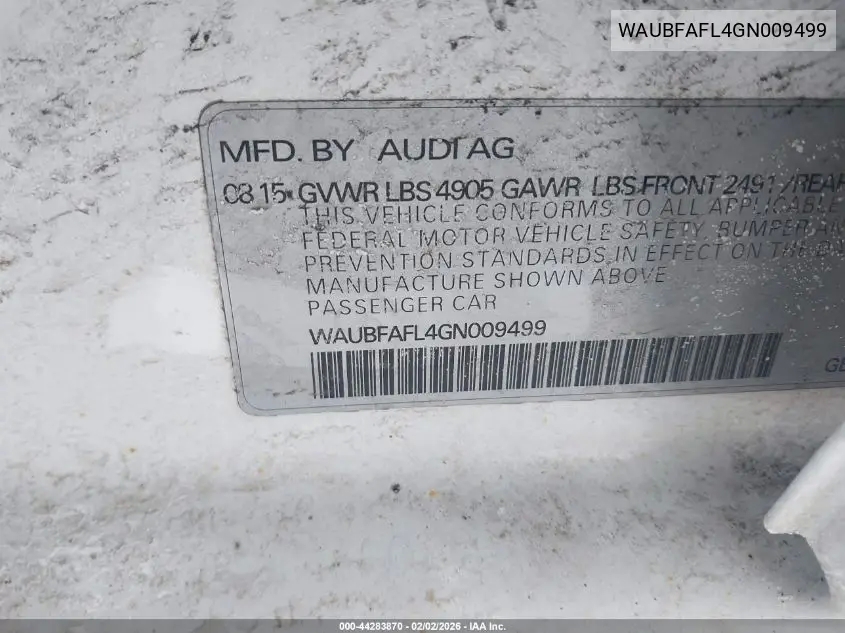 WAUBFAFL4GN009499
MFD. BY AUDI AG
08 15 GVWR LBS 4905 GAWR LBS FRONT 2491 /REAR
THIS VEHICLE CONFORMS TO ALL APPLICABLE
FEDERAL MOTOR VEHICLE SAFETY, BUMPER AN
PREVENTION STANDARDS IN EFFECT ON THE D
MANUFACTURE SHOWN ABOVE
PASSENGER CAR
WAUBFAFL4GN009499
GE
000-44283870 - 02/02/2026 - IAA Inc.